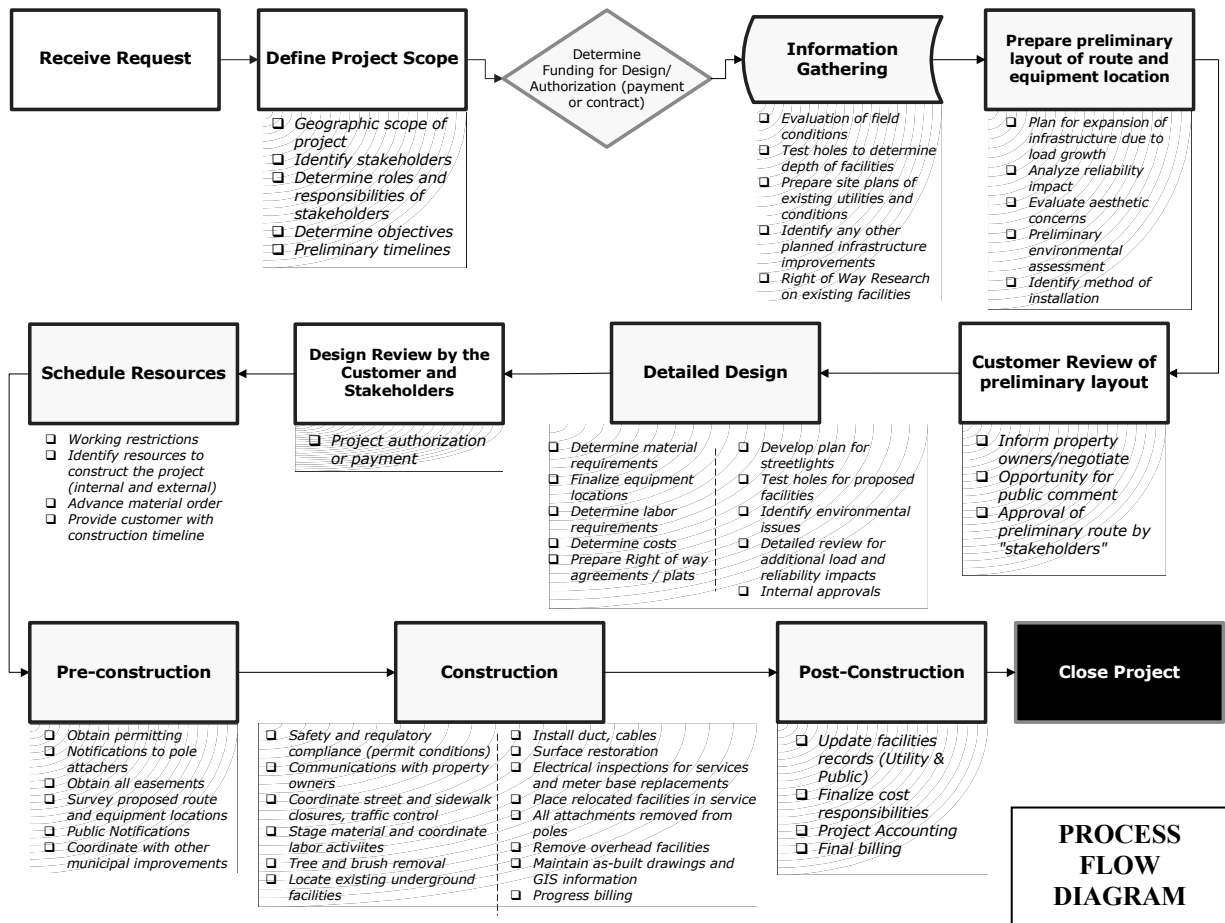 Receive Request
Define Project Scope
❑ Geographic scope of
project
❑ Identify stakeholders
❑ Determine roles and
responsibilities of
stakeholders
❑ Determine objectives
❑ Preliminary timelines
Determine
Funding for Design/
Authorization (payment
or contract)
Information
Gathering
❑ Evaluation of field
conditions
❑ Test holes to determine
depth of facilities
❑ Prepare site plans of
existing utilities and
conditions
❑ Identify any other
planned infrastructure
improvements
❑ Right of Way Research
on existing facilities
Prepare preliminary
layout of route and
equipment location
❑ Plan for expansion of
infrastructure due to
load growth
❑ Analyze reliability
impact
❑ Evaluate aesthetic
concerns
❑ Preliminary
environmental
assessment
❑ Identify method of
installation
Customer Review of
preliminary layout
❑ Inform property
owners/negotiate
❑ Opportunity for
public comment
❑ Approval of
preliminary route by
"stakeholders"
Detailed Design
❑ Determine material
requirements
❑ Finalize equipment
locations
❑ Determine labor
requirements
❑ Determine costs
❑ Prepare Right of way
agreements / plats
❑ Develop plan for
streetlights
❑ Test holes for proposed
facilities
❑ Identify environmental
issues
❑ Detailed review for
additional load and
reliability impacts
❑ Internal approvals
Design Review by the
Customer and
Stakeholders
❑ Project authorization
or payment
Schedule Resources
❑ Working restrictions
❑ Identify resources to
construct the project
(internal and external)
❑ Advance material order
❑ Provide customer with
construction timeline
Pre-construction
❑ Obtain permitting
❑ Notifications to pole
attachers
❑ Obtain all easements
❑ Survey proposed route
and equipment locations
❑ Public Notifications
❑ Coordinate with other
municipal improvements
Construction
❑ Safety and regulatory
compliance (permit conditions)
❑ Communications with property
owners
❑ Coordinate street and sidewalk
closures, traffic control
❑ Stage material and coordinate
labor activiites
❑ Tree and brush removal
❑ Locate existing underground
facilities
❑ Install duct, cables
❑ Surface restoration
❑ Electrical inspections for services
and meter base replacements
❑ Place relocated facilities in service
❑ All attachments removed from
poles
❑ Remove overhead facilities
❑ Maintain as-built drawings and
GIS information
❑ Progress billing
Post-Construction
❑ Update facilities
records (Utility &
Public)
❑ Finalize cost
responsibilities
❑ Project Accounting
❑ Final billing
Close Project
PROCESS
FLOW
DIAGRAM